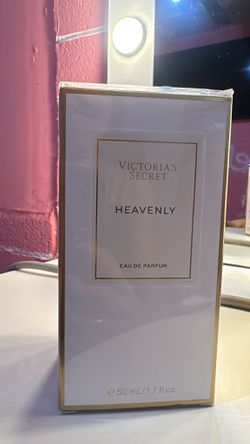 VICTORIA'S
SECRET
HEAVENLY
EAU DE PARFUM
℮ 50 mL/1.7 fl oz